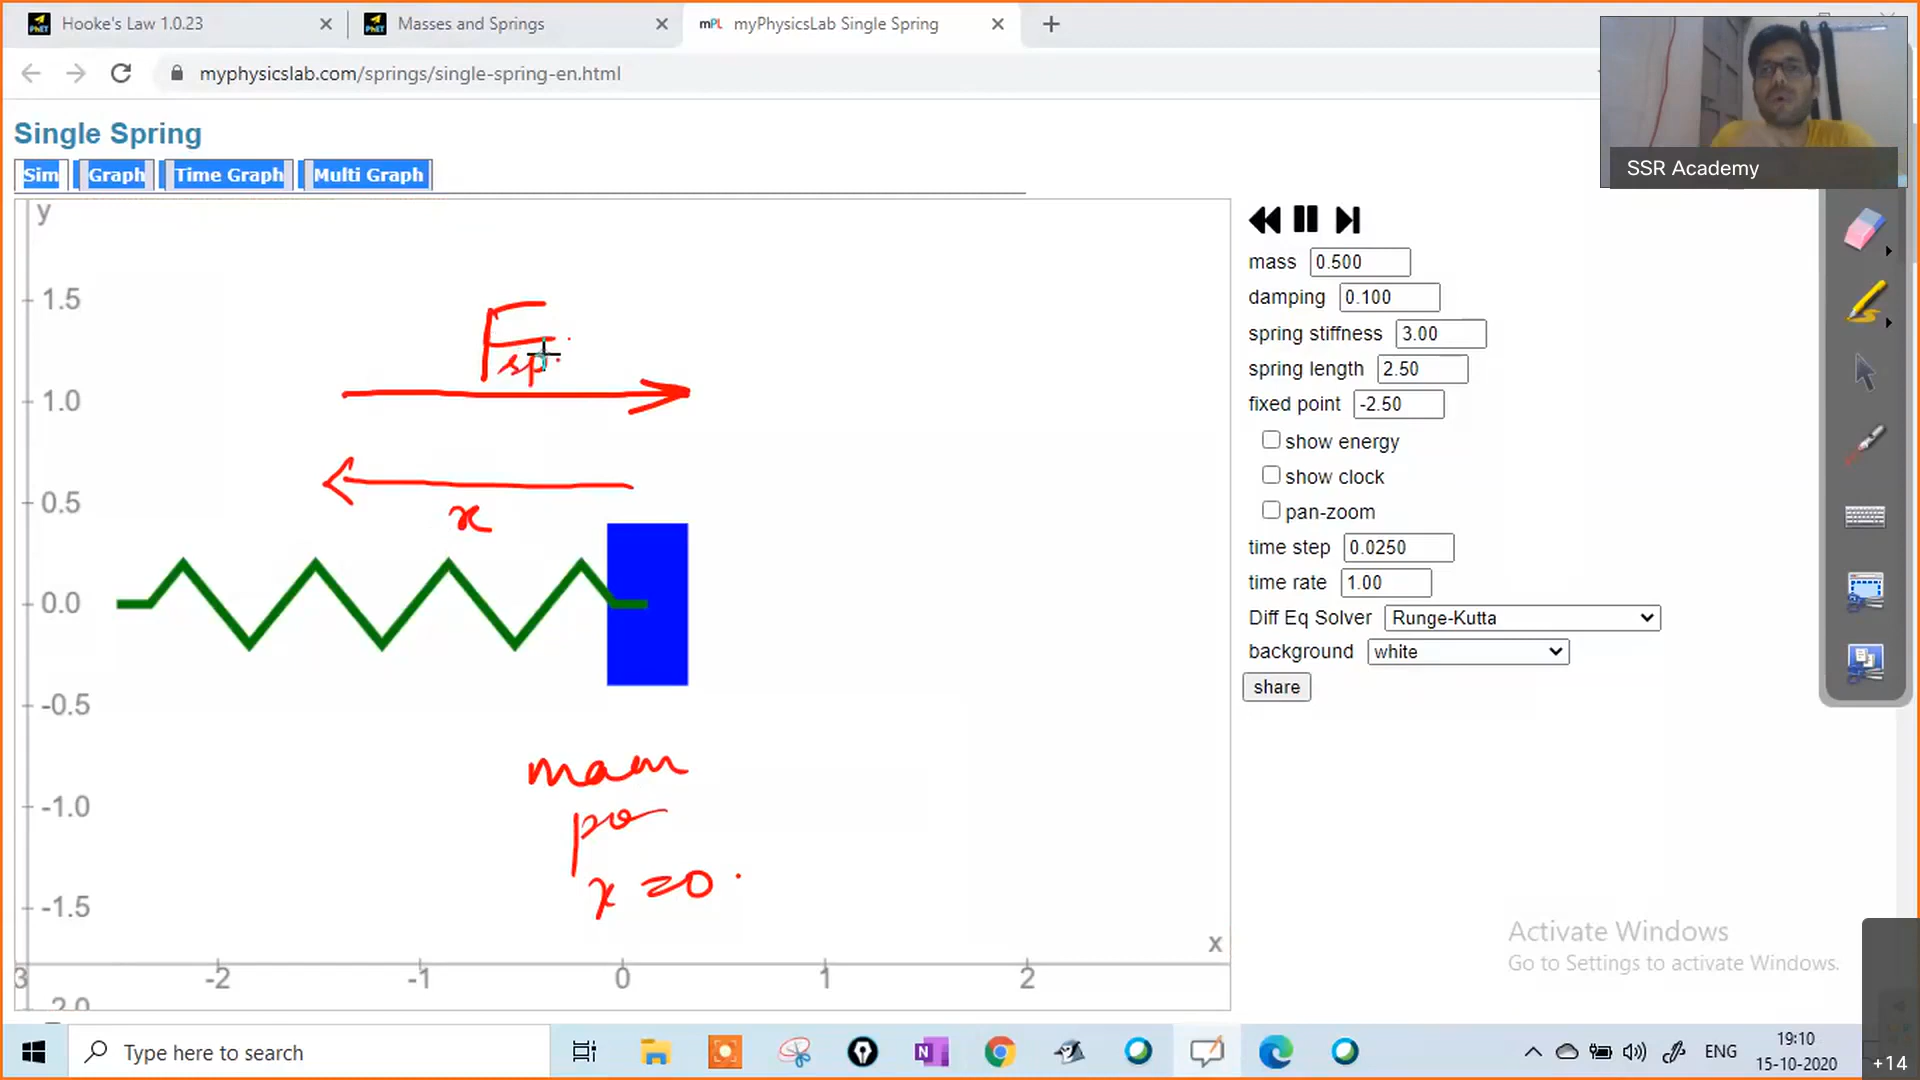 Hooke's Law 1.0.23
Masses and Springs
mPL myPhysicsLab Single Spring
myphysicslab.com/springs/single-spring-en.html
SSR Academy
Single Spring
Sim Graph Time Graph Multi Graph
y
1.5
1.0
0.5
0.0
-0.5
-1.0
-1.5
F sp
x
po
x = 0
x
3 -2 -1 0 1 2
mass 0.500
damping 0.100
spring stiffness 3.00
spring length 2.50
fixed point -2.50
show energy
show clock
pan-zoom
time step 0.0250
time rate 1.00
Diff Eq Solver Runge-Kutta
background white
share
Activate Windows
Go to Settings to activate Windows.
Type here to search
ENG
19:10
15-10-2020
+14